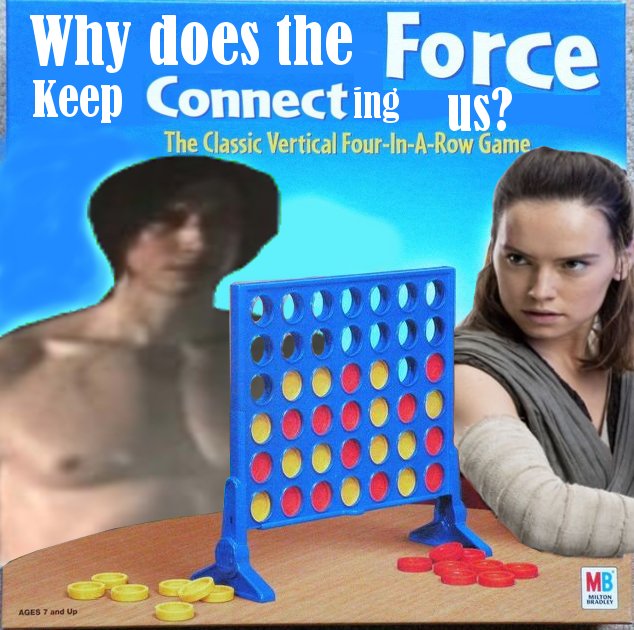 Why does the Force
Keep Connecting us?
The Classic Vertical Four-In-A-Row Game
AGES 7 and Up
MB
MILTON
BRADLEY